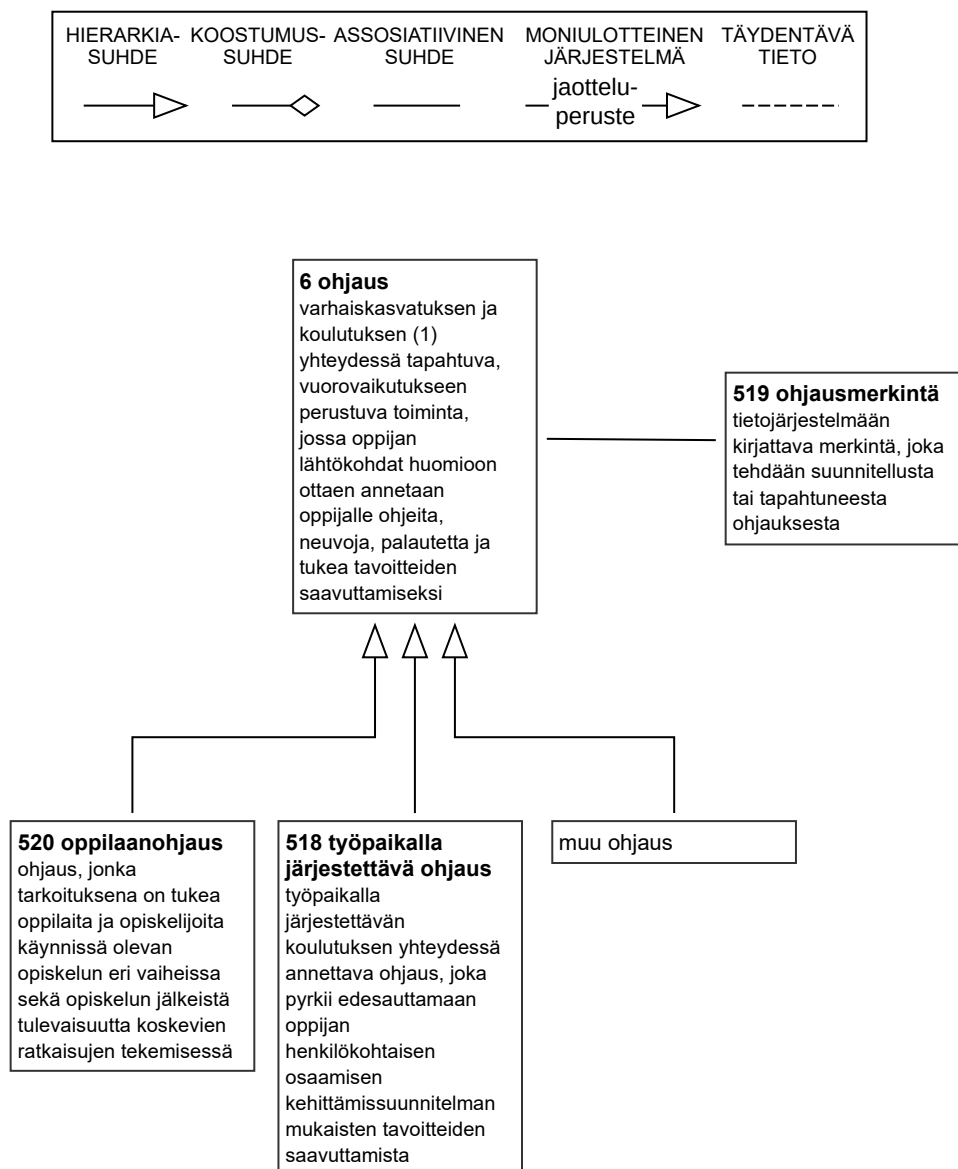 HIERARKIA-
SUHDE
KOOSTUMUS-
SUHDE
ASSOSIATIIVINEN
SUHDE
MONIULOTTEINEN
JÄRJESTELMÄ
jaottelu-
peruste
TÄYDENTÄVÄ
TIETO
6 ohjaus
varhaiskasvatuksen ja
koulutuksen (1)
yhteydessä tapahtuva,
vuorovaikutukseen
perustuva toiminta,
jossa oppijan
lähtökohdat huomioon
ottaen annetaan
oppijalle ohjeita,
neuvoja, palautetta ja
tukea tavoitteiden
saavuttamiseksi
519 ohjausmerkintä
tietojärjestelmään
kirjattava merkintä, joka
tehdään suunnitellusta
tai tapahtuneesta
ohjauksesta
520 oppilaanohjaus
ohjaus, jonka
tarkoituksena on tukea
oppilaita ja opiskelijoita
käynnissä olevan
opiskelun eri vaiheissa
sekä opiskelun jälkeistä
tulevaisuutta koskevien
ratkaisujen tekemisessä
518 työpaikalla
järjestettävä ohjaus
työpaikalla
järjestettävän
koulutuksen yhteydessä
annettava ohjaus, joka
pyrkii edesauttamaan
oppijan
henkilökohtaisen
osaamisen
kehittämissuunnitelman
mukaisten tavoitteiden
saavuttamista
muu ohjaus